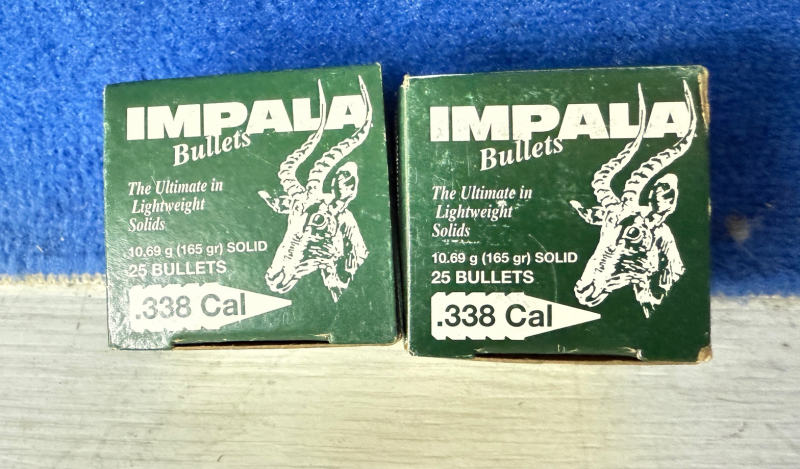 IMPALA
Bullets
The Ultimate in
Lightweight
Solids
10.69 g (165 gr) SOLID
25 BULLETS
.338 Cal
IMPALA
Bullets
The Ultimate in
Lightweight
Solids
10.69 g (165 gr) SOLID
25 BULLETS
.338 Cal